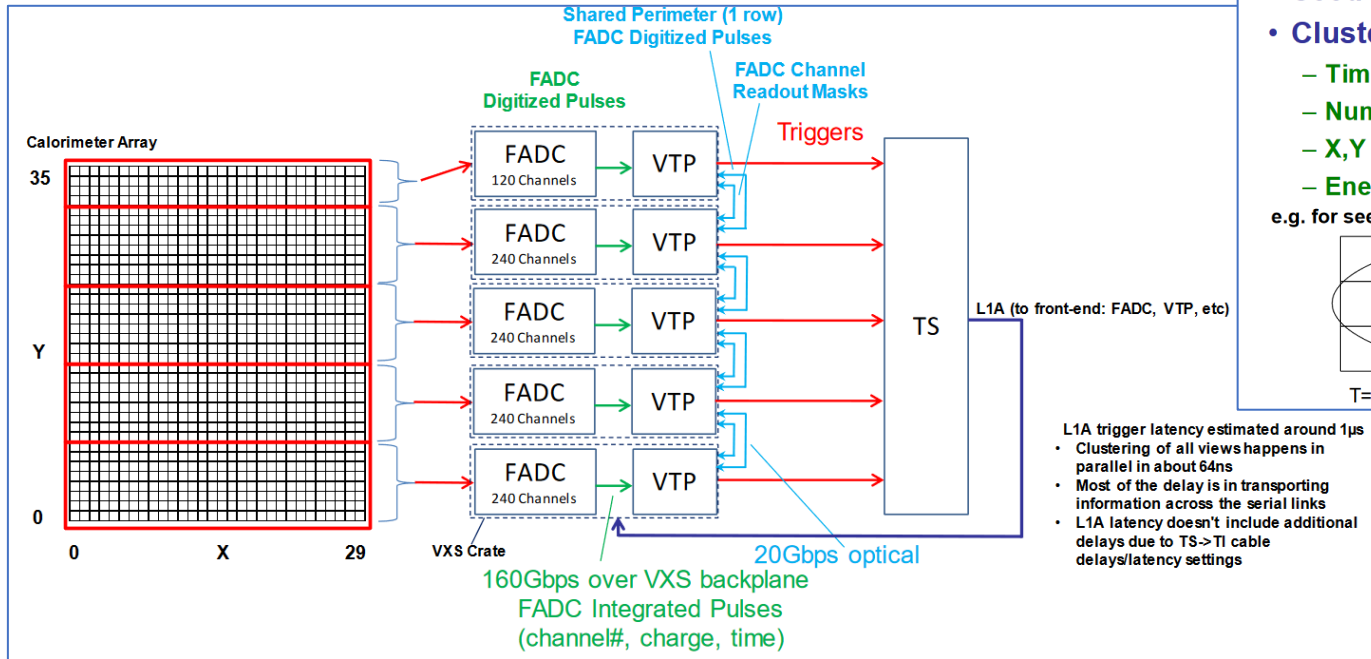 Shared Perimeter (1 row)
FADC Digitized Pulses
FADC Channel
Readout Masks
FADC
Digitized Pulses
Triggers
Calorimeter Array
35
Y
0
0 X 29
FADC
120 Channels
VTP
FADC
240 Channels
VTP
FADC
240 Channels
VTP
FADC
240 Channels
VTP
FADC
240 Channels
VTP
TS
L1A (to front-end: FADC, VTP, etc)
VXS Crate
20Gbps optical
160Gbps over VXS backplane
FADC Integrated Pulses
(channel#, charge, time)
•
–
–
– X,Y
–
e.g. for
T=
L1A trigger latency estimated around 1µs
• Clustering of all views happens in
parallel in about 64ns
• Most of the delay is in transporting
information across the serial links
• L1A latency doesn't include additional
delays due to TS->TI cable
delays/latency settings